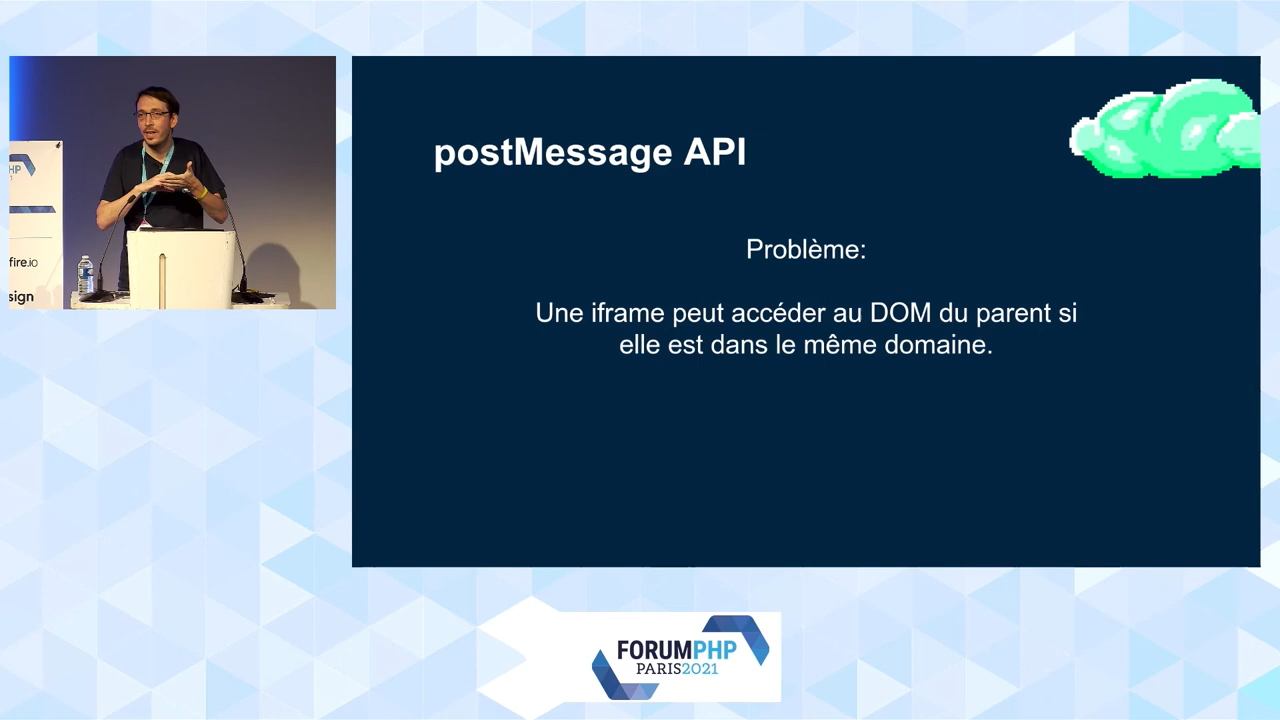 HP
fire.io
sign
postMessage API
Problème:
Une iframe peut accéder au DOM du parent si
elle est dans le même domaine.
FORUMPHP
PARIS2021